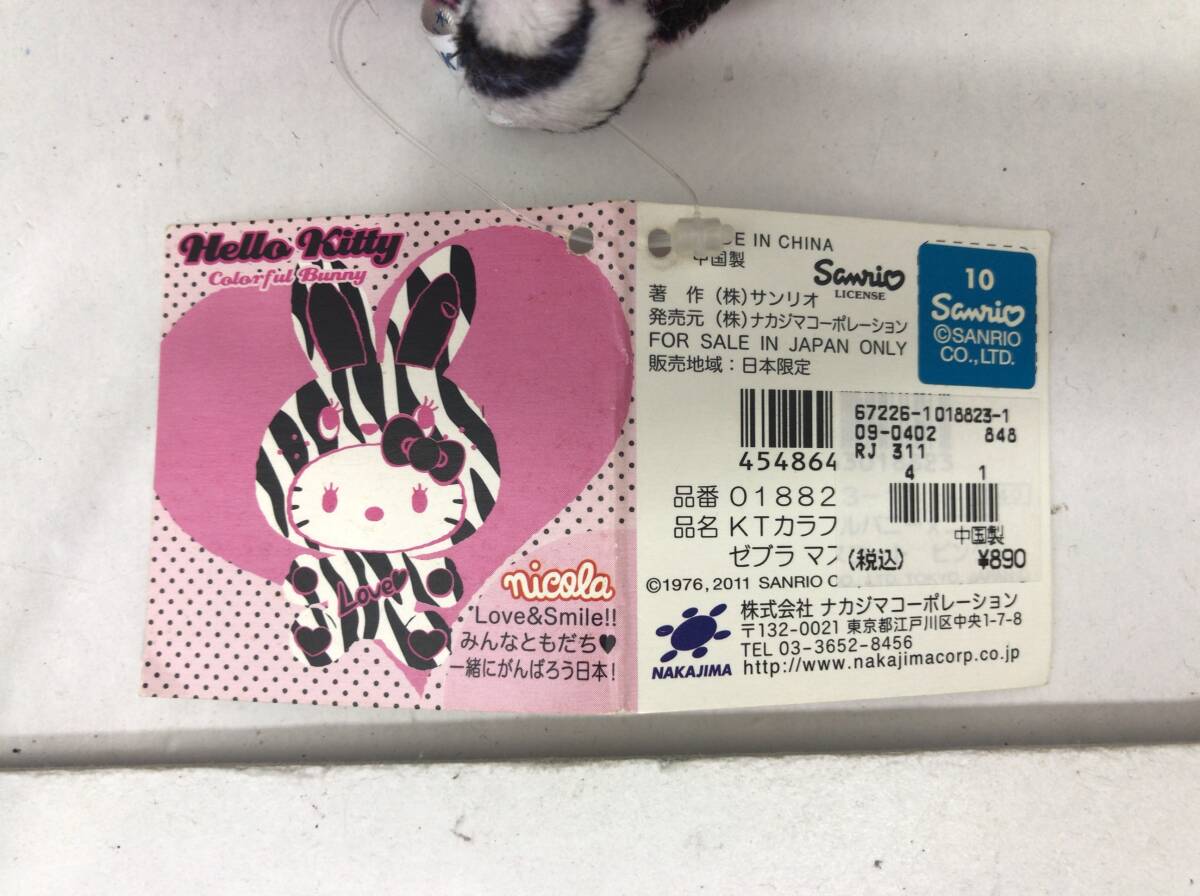 Hello Kitty
Colorful Bunny
Love
nicola
Love&Smile!!
みんなともだち♥
一緒にがんばろう日本!
DE IN CHINA
中国製
Sanrio
LICENSE
著 作 (株)サンリオ
発売元 (株)ナカジマコーポレーション
FOR SALE IN JAPAN ONLY
販売地域:日本限定
10
Sanrio
©SANRIO
CO.,LTD.
454864
67226-1018823-1
09-0402 848
RJ 311
4 1
中国製
(税込) ¥890
品番 01882
品名 KTカラフ
ゼブラ マス
©1976, 2011 SANRIO C
NAKAJIMA
株式会社 ナカジマコーポレーション
〒132-0021 東京都江戸川区中央1-7-8
TEL 03-3652-8456
http://www.nakajimacorp.co.jp